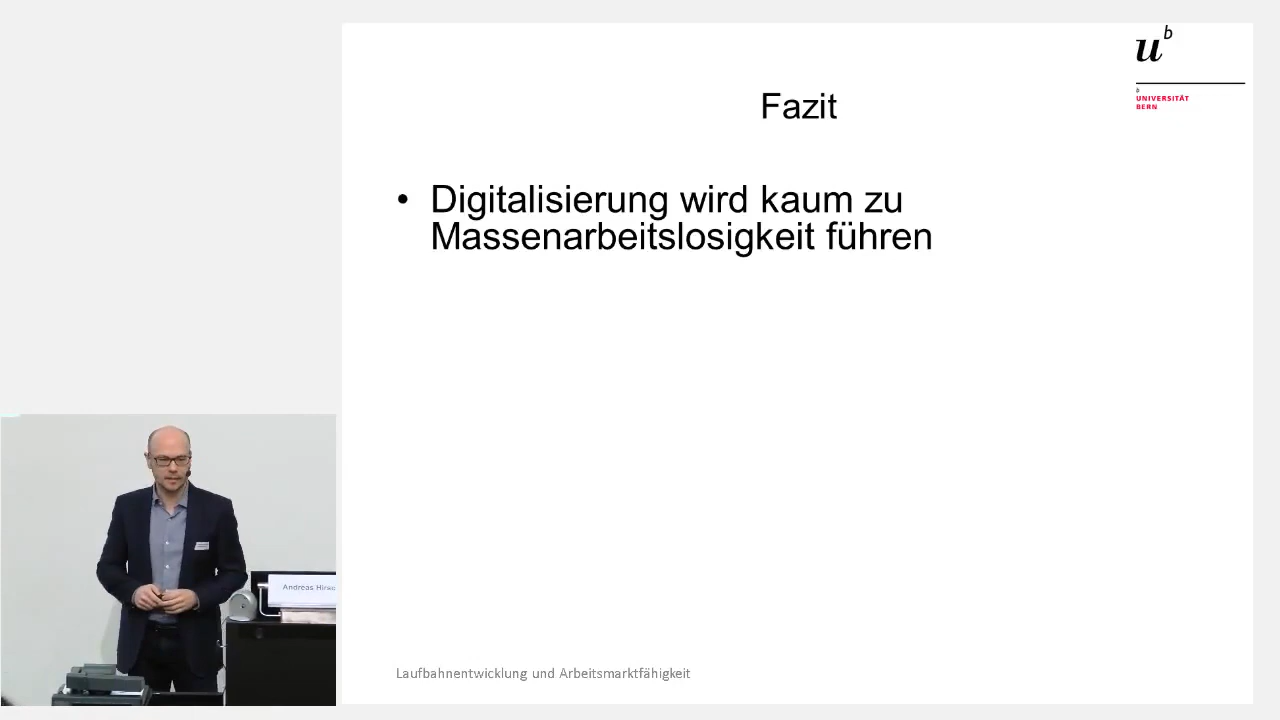 u b
b
UNIVERSITÄT
BERN
Fazit
• Digitalisierung wird kaum zu
Massenarbeitslosigkeit führen
Andreas Hirsc
Laufbahnentwicklung und Arbeitsmarktfähigkeit